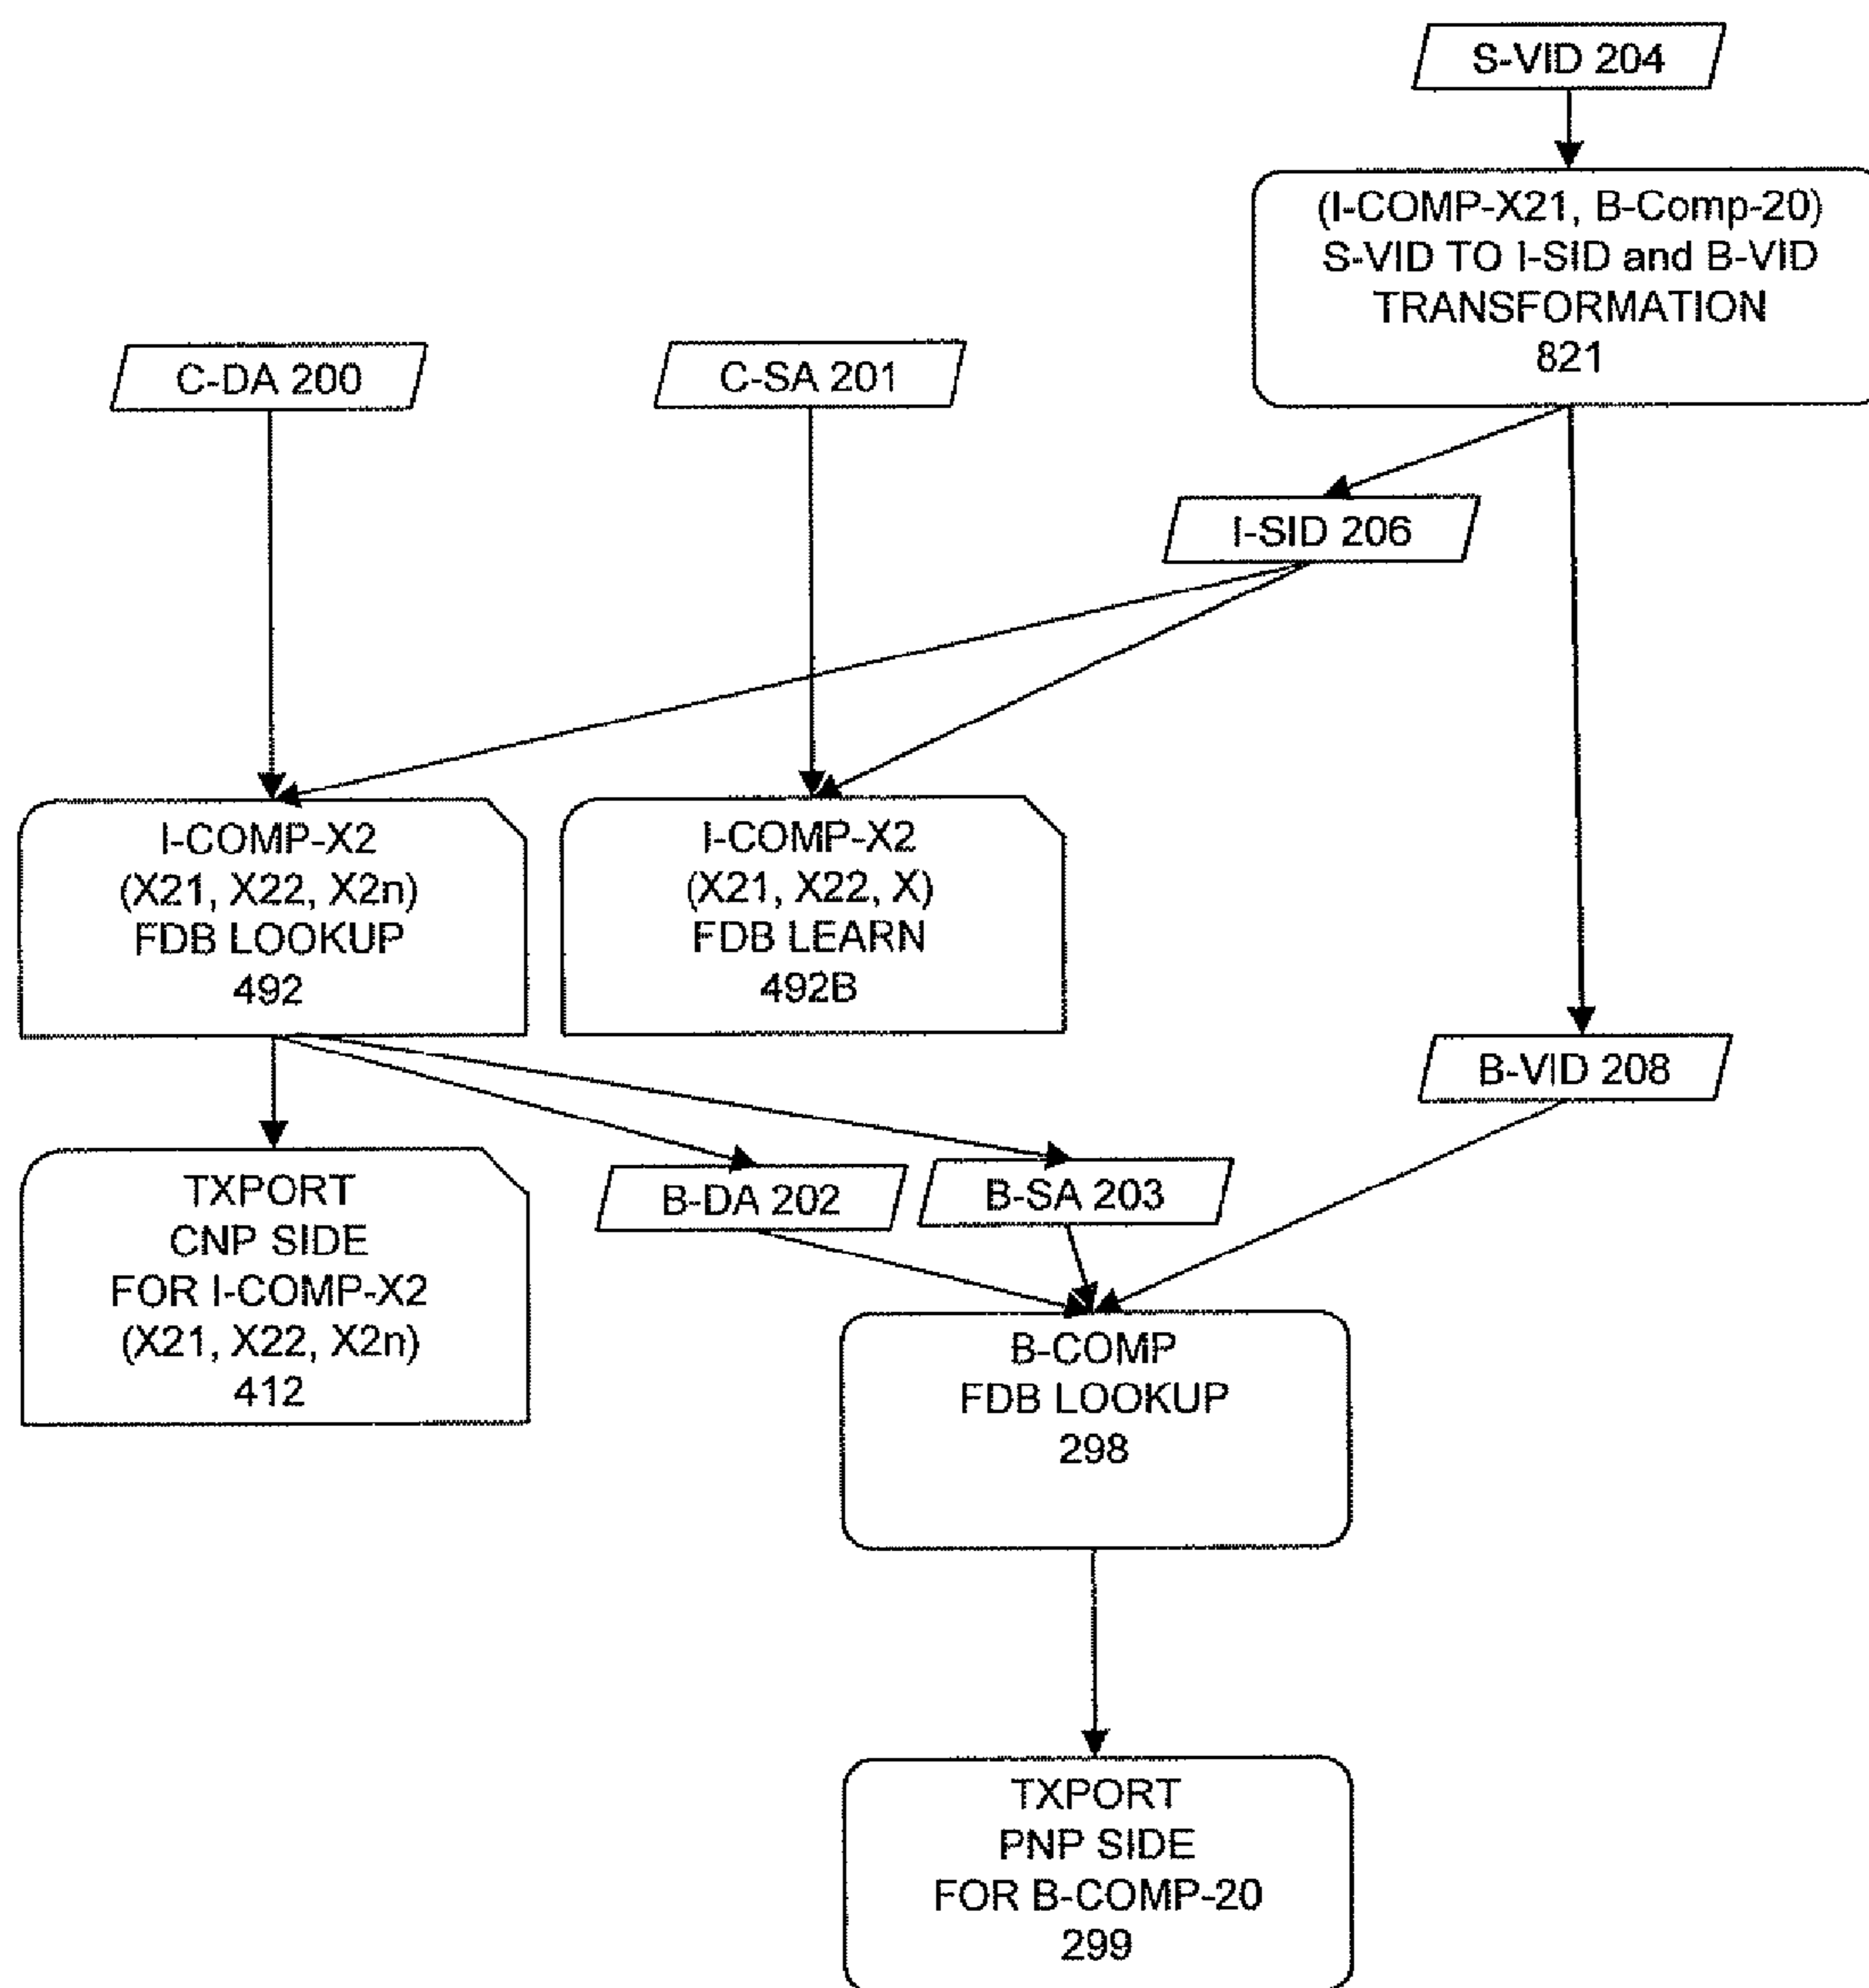 S-VID 204
(I-COMP-X21, B-Comp-20)
S-VID TO I-SID and B-VID
TRANSFORMATION
821
C-DA 200
C-SA 201
I-SID 206
I-COMP-X2
(X21, X22, X2n)
FDB LOOKUP
492
I-COMP-X2
(X21, X22, X)
FDB LEARN
492B
B-VID 208
TXPORT
CNP SIDE
FOR I-COMP-X2
(X21, X22, X2n)
412
B-DA 202
B-SA 203
B-COMP
FDB LOOKUP
298
TXPORT
PNP SIDE
FOR B-COMP-20
299